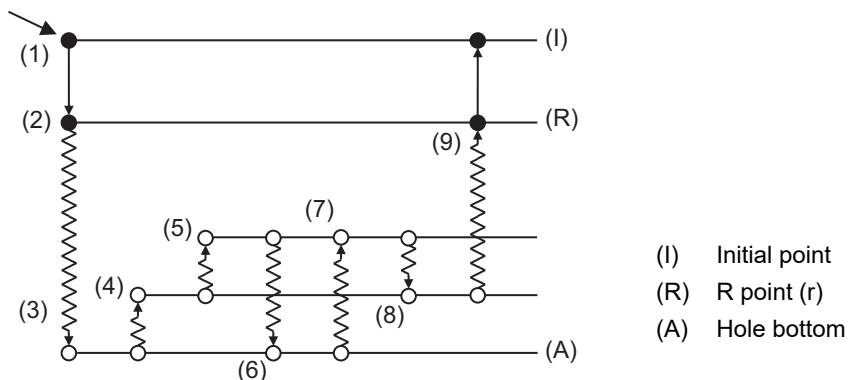 (1)
(I)
(2)
(R)
(9)
(5)
(7)
(4)
(3)
(8)
(6)
(A)
(I) Initial point
(R) R point (r)
(A) Hole bottom